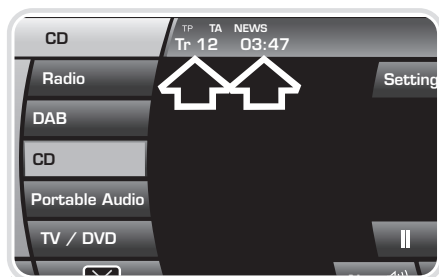 CD
TP TA NEWS
Tr 12 03:47
Radio
Setting
DAB
CD
Portable Audio
TV / DVD